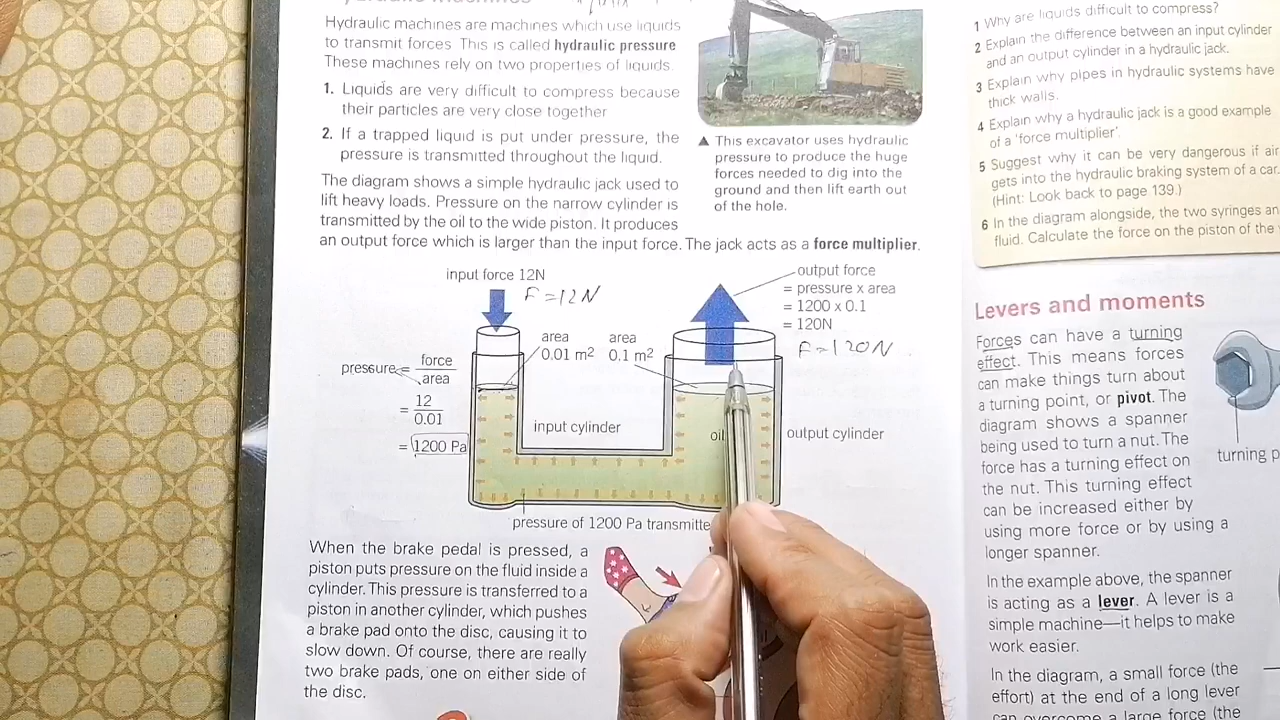 Hydraulic machines are machines which use liquids
to transmit forces. This is called hydraulic pressure
These machines rely on two properties of liquids.
1. Liquids are very difficult to compress because
their particles are very close together
2. If a trapped liquid is put under pressure, the
pressure is transmitted throughout the liquid.
The diagram shows a simple hydraulic jack used to
lift heavy loads. Pressure on the narrow cylinder is
transmitted by the oil to the wide piston. It produces
an output force which is larger than the input force. The jack acts as a force multiplier.
▲ This excavator uses hydraulic
pressure to produce the huge
forces needed to dig into the
ground and then lift earth out
of the hole.
input force 12N
F = 12 N
output force
= pressure x area
= 1200 x 0.1
= 120N
F = 120N
area
0.01 m²
area
0.1 m²
pressure = force
area
= 12
0.01
= 1200 Pa
input cylinder
oil
output cylinder
pressure of 1200 Pa
When the brake pedal is pressed, a
piston puts pressure on the fluid inside a
cylinder. This pressure is transferred to a
piston in another cylinder, which pushes
a brake pad onto the disc, causing it to
slow down. Of course, there are really
two brake pads, one on either side of
the disc.
1 Why are liquids difficult to compress?
2 Explain the difference between an input cylinder
and an output cylinder in a hydraulic jack.
3 Explain why pipes in hydraulic systems have
thick walls.
4 Explain why a hydraulic jack is a good example
of a 'force multiplier'.
5 Suggest why it can be very dangerous if air
gets into the hydraulic braking system of a car.
(Hint: Look back to page 139.)
6 In the diagram alongside, the two syringes
fluid. Calculate the force on the piston of the
Levers and moments
Forces can have a turning
effect. This means forces
can make things turn about
a turning point, or pivot. The
diagram shows a spanner
being used to turn a nut. The
force has a turning effect on
the nut. This turning effect
can be increased either by
using more force or by using a
longer spanner.
turning
In the example above, the spanner
is acting as a lever. A lever is a
simple machine—it helps to make
work easier.
In the diagram, a small force (the
effort) at the end of a long lever
can overcome a large force (the